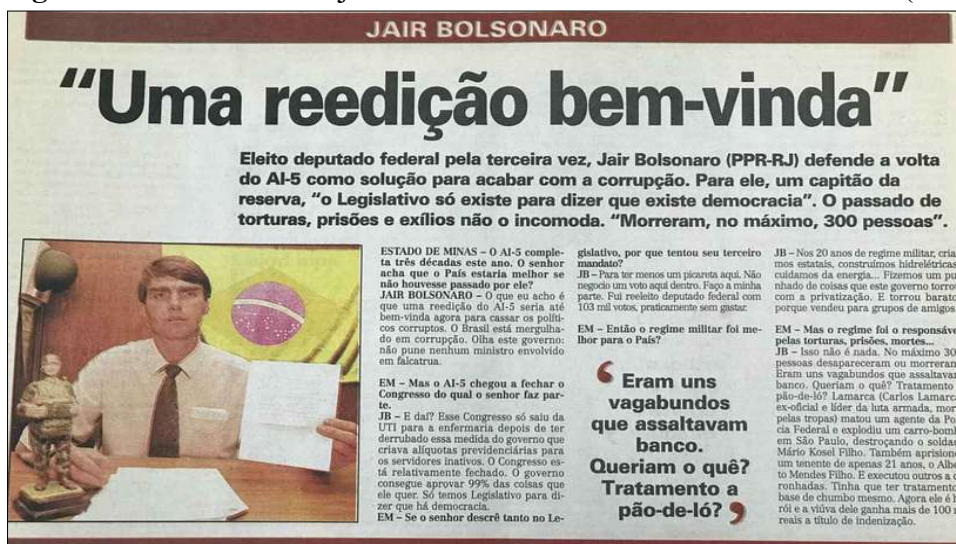 JAIR BOLSONARO
“Uma reedição bem-vinda”
Eleito deputado federal pela terceira vez, Jair Bolsonaro (PPR-RJ) defende a volta
do AI-5 como solução para acabar com a corrupção. Para ele, um capitão da
reserva, “o Legislativo só existe para dizer que existe democracia”. O passado de
torturas, prisões e exílios não o incomoda. “Morreram, no máximo, 300 pessoas”.
ESTADO DE MINAS – O AI-5 comple-
ta três décadas este ano. O senhor
acha que o País estaria melhor se
não houvesse passado por ele?
JAIR BOLSONARO – O que eu acho é
que uma reedição do AI-5 seria até
bem-vinda agora para cassar os políti-
cos corruptos. O Brasil está mergulha-
do em corrupção. Olha este governo:
não pune nenhum ministro envolvido
em falcatrua.
EM – Mas o AI-5 chegou a fechar o
Congresso do qual o senhor faz par-
te.
JB – E daí? Esse Congresso só saiu da
UTI para a enfermaria depois de ter
derrubado essa medida do governo que
criava alíquotas previdenciárias para
os servidores inativos. O Congresso es-
tá relativamente fechado. O governo
consegue aprovar 99% das coisas que
ele quer. Só temos Legislativo para di-
zer que há democracia.
EM – Se o senhor descrê tanto no Le-
gislativo, por que tentou seu terceiro
mandato?
JB – Para ter menos um picareta aqui. Não
negocio um voto aqui dentro. Faço a minha
parte. Fui reeleito deputado federal com
103 mil votos, praticamente sem gastar.
EM – Então o regime militar foi me-
lhor para o País?
‘ Eram uns
vagabundos
que assaltavam
banco.
Queriam o quê?
Tratamento a
pão-de-ló? ’
JB – Nos 20 anos de regime militar, cria-
mos estatais, construímos hidrelétricas,
cuidamos da energia... Fizemos um pu-
nhado de coisas que este governo torrou
com a privatização. E torrou barato,
porque vendeu para grupos de amigos.
EM – Mas o regime foi o responsáve
pelas torturas, prisões, mortes...
JB – Isso não é nada. No máximo 30
pessoas desapareceram ou morreram
Eram uns vagabundos que assaltavam
banco. Queriam o quê? Tratamento
pão-de-ló? Lamarca (Carlos Lamarca
ex-oficial e líder da luta armada, mor
pelas tropas) matou um agente da Po
cia Federal e explodiu um carro-bomb
em São Paulo, destroçando o soldad
Mário Kosel Filho. Também aprision
um tenente de apenas 21 anos, o Albe
to Mendes Filho. E executou outros a c
ronhadas. Tinha que ter tratamento
base de chumbo mesmo. Agora ele é h
rói e a viúva dele ganha mais de 100 m
reais a título de indenização.